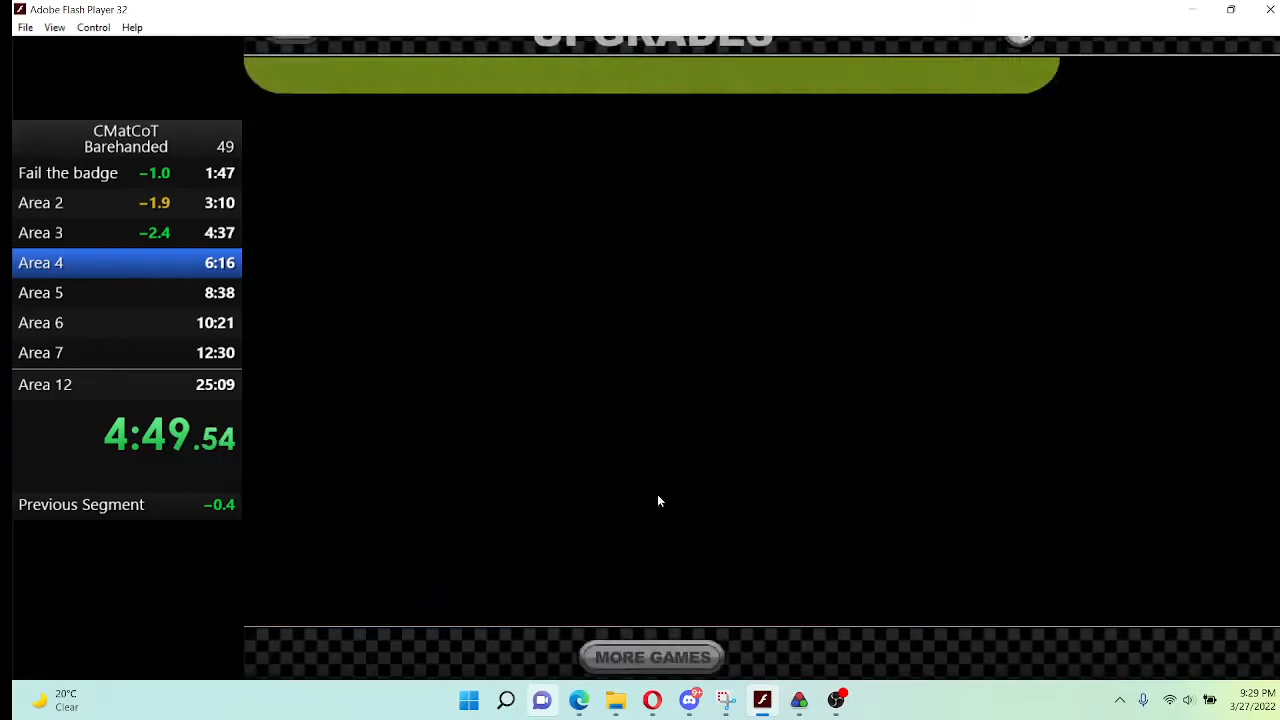 Adobe Flash Player 32
File View Control Help
UPGRADES
CMatCoT
Barehanded 49
Fail the badge −1.0 1:47
Area 2 −1.9 3:10
Area 3 −2.4 4:37
Area 4 6:16
Area 5 8:38
Area 6 10:21
Area 7 12:30
Area 12 25:09
4:49.54
Previous Segment −0.4
MORE GAMES
20°C
Clear
9+
9:29 PM
3/27/2022